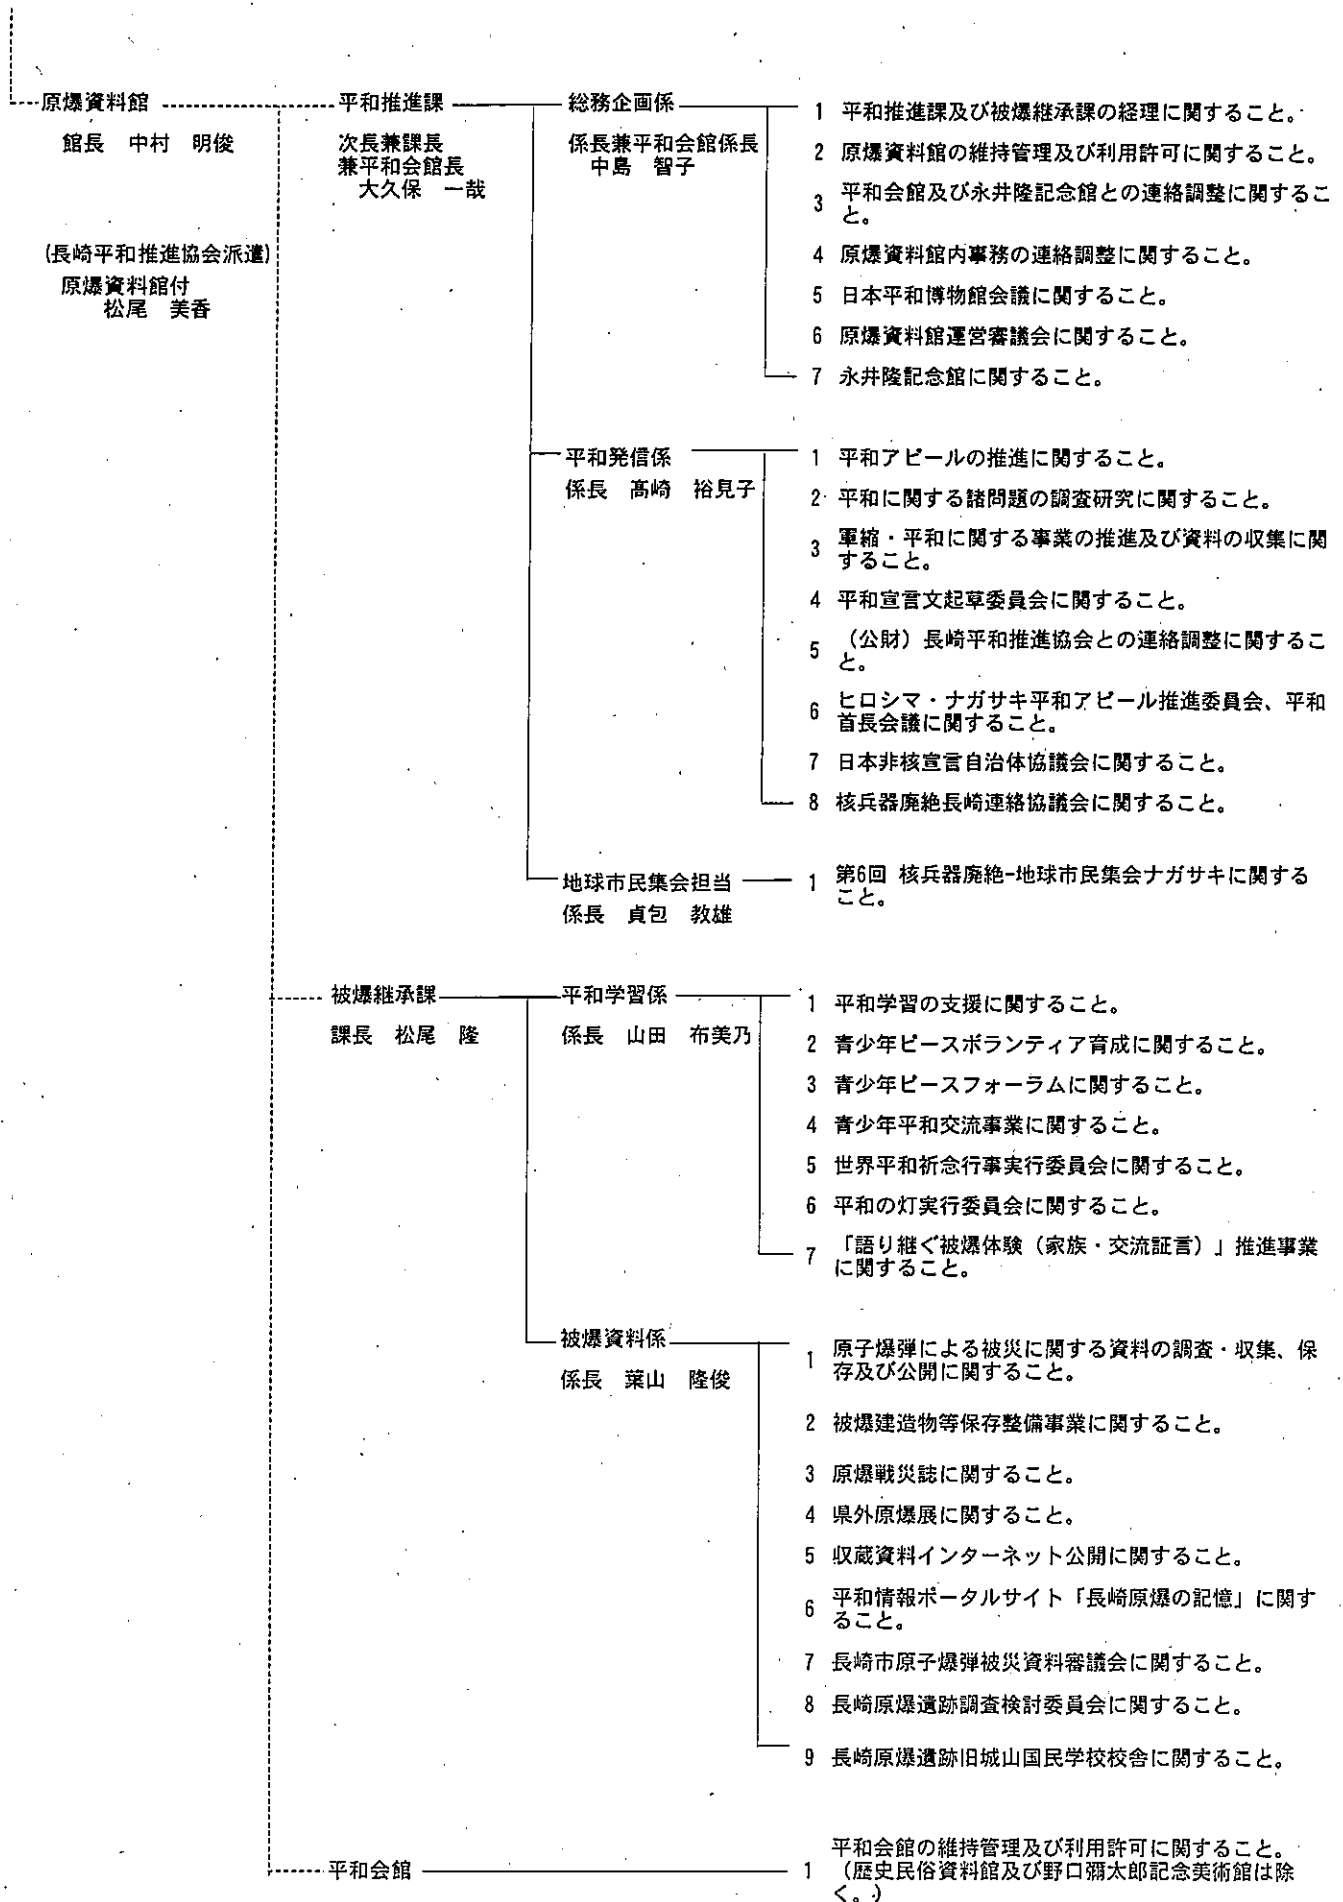 原爆資料館
館長　中村　明俊
(長崎平和推進協会派遣)
原爆資料館付
松尾　美香
平和推進課
次長兼課長
兼平和会館長
大久保　一哉
総務企画係
係長兼平和会館係長
中島　智子
1 平和推進課及び被爆継承課の経理に関すること。
2 原爆資料館の維持管理及び利用許可に関すること。
3 平和会館及び永井隆記念館との連絡調整に関するこ
と。
4 原爆資料館内事務の連絡調整に関すること。
5 日本平和博物館会議に関すること。
6 原爆資料館運営審議会に関すること。
7 永井隆記念館に関すること。
平和発信係
係長　髙崎　裕見子
1 平和アピールの推進に関すること。
2 平和に関する諸問題の調査研究に関すること。
3 軍縮・平和に関する事業の推進及び資料の収集に関
すること。
4 平和宣言文起草委員会に関すること。
5 （公財）長崎平和推進協会との連絡調整に関するこ
と。
6 ヒロシマ・ナガサキ平和アピール推進委員会、平和
首長会議に関すること。
7 日本非核宣言自治体協議会に関すること。
8 核兵器廃絶長崎連絡協議会に関すること。
地球市民集会担当
係長　貞包　教雄
1 第6回 核兵器廃絶-地球市民集会ナガサキに関する
こと。
被爆継承課
課長　松尾　隆
平和学習係
係長　山田　布美乃
1 平和学習の支援に関すること。
2 青少年ピースボランティア育成に関すること。
3 青少年ピースフォーラムに関すること。
4 青少年平和交流事業に関すること。
5 世界平和祈念行事実行委員会に関すること。
6 平和の灯実行委員会に関すること。
7 「語り継ぐ被爆体験（家族・交流証言）」推進事業
に関すること。
被爆資料係
係長　葉山　隆俊
1 原子爆弾による被災に関する資料の調査・収集、保
存及び公開に関すること。
2 被爆建造物等保存整備事業に関すること。
3 原爆戦災誌に関すること。
4 県外原爆展に関すること。
5 収蔵資料インターネット公開に関すること。
6 平和情報ポータルサイト「長崎原爆の記憶」に関す
ること。
7 長崎市原子爆弾被災資料審議会に関すること。
8 長崎原爆遺跡調査検討委員会に関すること。
9 長崎原爆遺跡旧城山国民学校校舎に関すること。
平和会館
1 平和会館の維持管理及び利用許可に関すること。
（歴史民俗資料館及び野口彌太郎記念美術館は除
く。）